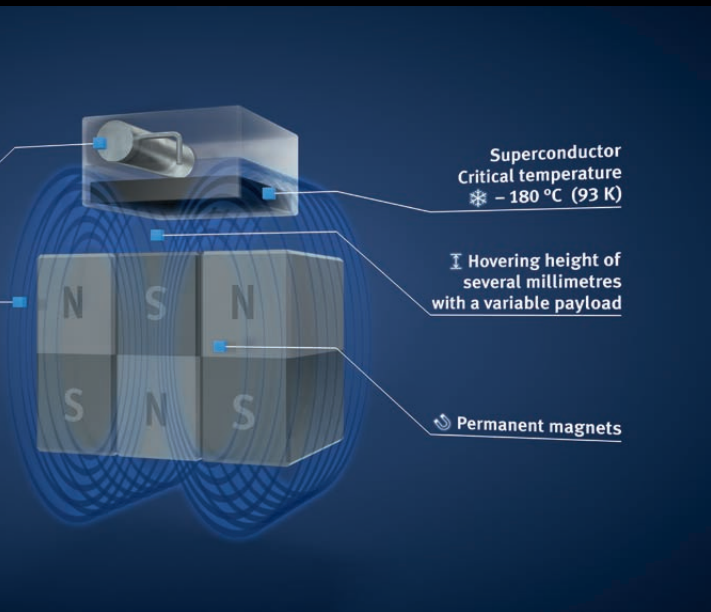 Superconductor
Critical temperature
– 180 °C (93 K)
Hovering height of
several millimetres
with a variable payload
N S N
S N S
Permanent magnets